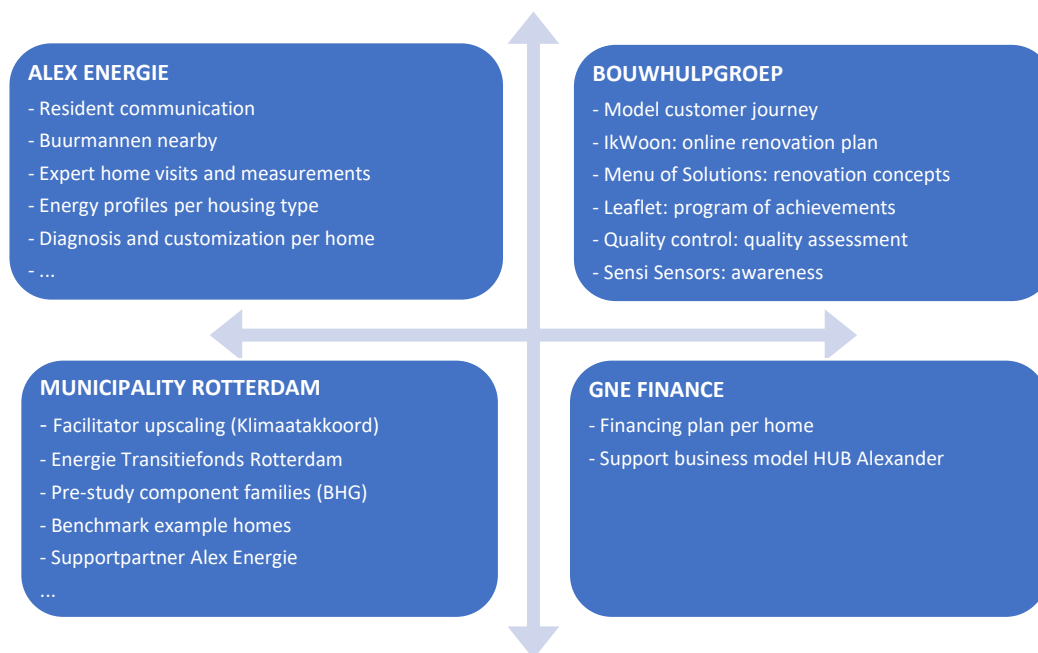 ALEX ENERGIE
- Resident communication
- Buurmannen nearby
- Expert home visits and measurements
- Energy profiles per housing type
- Diagnosis and customization per home
- ...
BOUWHULPGROEP
- Model customer journey
- IkWoon: online renovation plan
- Menu of Solutions: renovation concepts
- Leaflet: program of achievements
- Quality control: quality assessment
- Sensi Sensors: awareness
MUNICIPALITY ROTTERDAM
- Facilitator upscaling (Klimaatakkoord)
- Energie Transitiefonds Rotterdam
- Pre-study component families (BHG)
- Benchmark example homes
- Supportpartner Alex Energie
...
GNE FINANCE
- Financing plan per home
- Support business model HUB Alexander